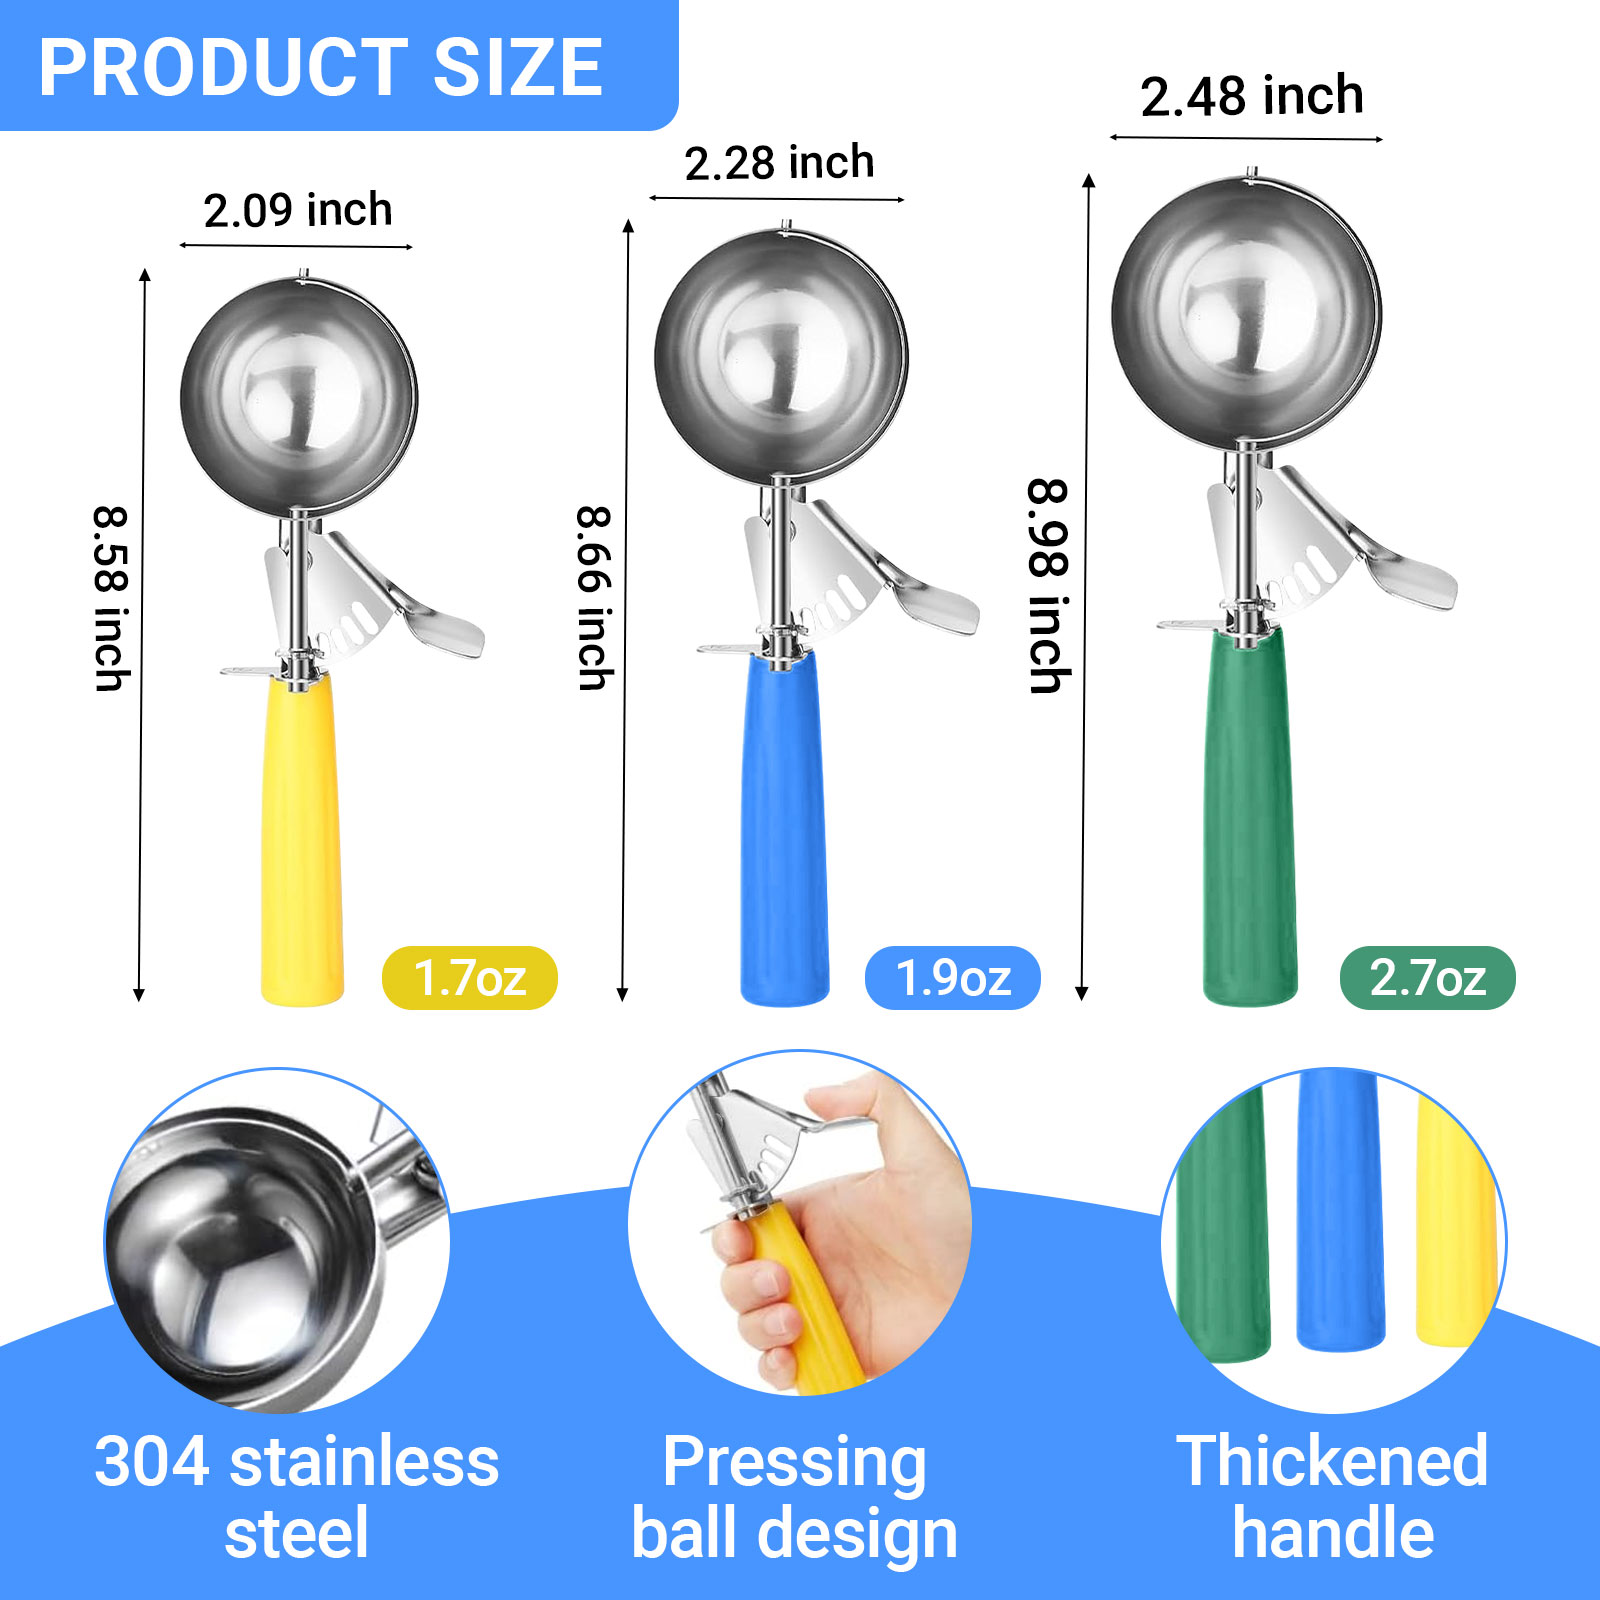 PRODUCT SIZE
2.09 inch
2.28 inch
2.48 inch
8.58 inch
8.66 inch
8.98 inch
1.7oz
1.9oz
2.7oz
304 stainless
steel
Pressing
ball design
Thickened
handle